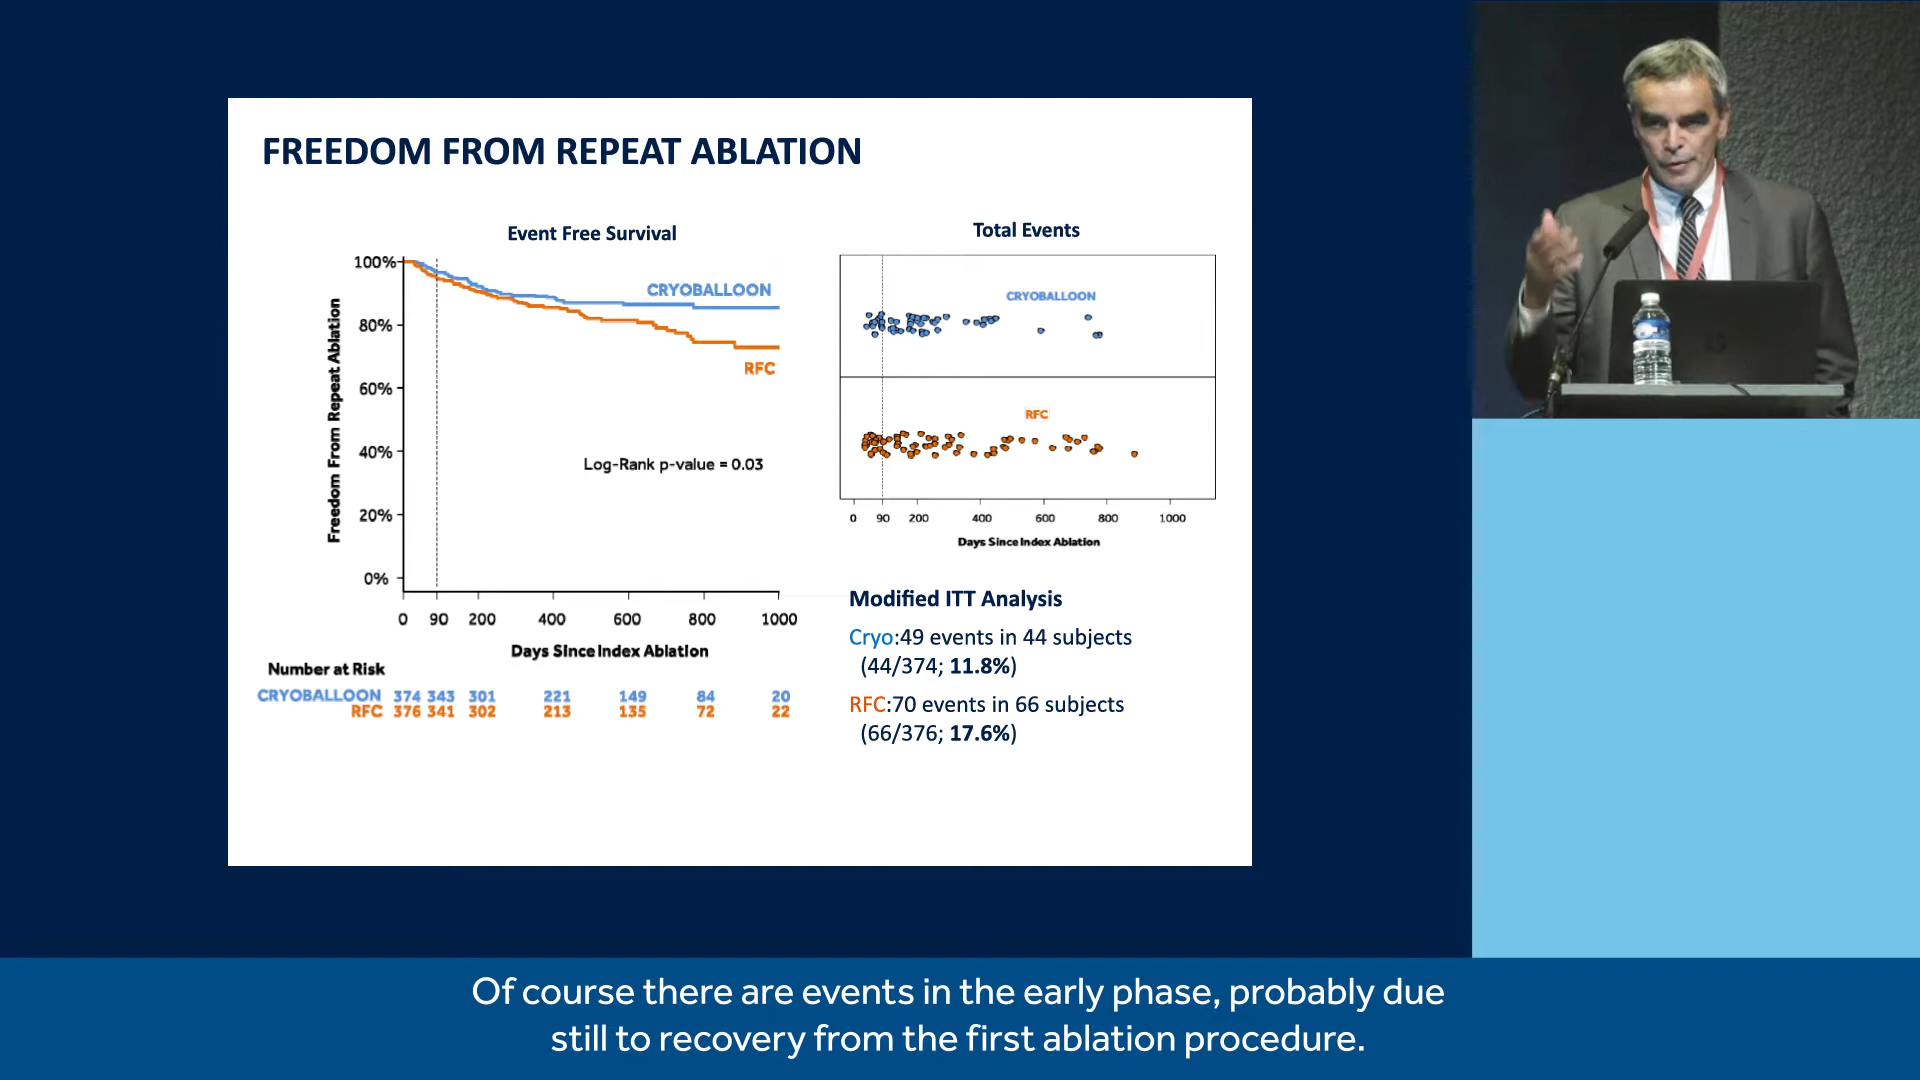 FREEDOM FROM REPEAT ABLATION
Event Free Survival
100%
80%
60%
40%
20%
0%
Freedom From Repeat Ablation
CRYOBALLOON
RFC
Log-Rank p-value = 0.03
0 90 200 400 600 800 1000
Days Since Index Ablation
Number at Risk
CRYOBALLOON 374 343 301 221 149 84 20
RFC 376 341 302 213 135 72 22
Total Events
CRYOBALLOON
RFC
0 90 200 400 600 800 1000
Days Since Index Ablation
Modified ITT Analysis
Cryo:49 events in 44 subjects
(44/374; 11.8%)
RFC:70 events in 66 subjects
(66/376; 17.6%)
Of course there are events in the early phase, probably due
still to recovery from the first ablation procedure.